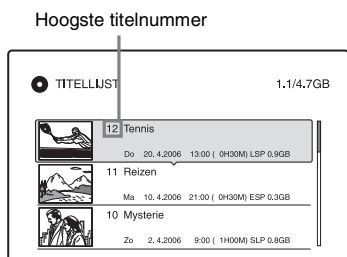 Hoogste titelnummer
TITELLIJST 1.1/4.7GB
12 Tennis
Do 20. 4.2006 13:00 ( 0H30M) LSP 0.9GB
11 Reizen
Ma 10. 4.2006 21:00 ( 0H30M) ESP 0.3GB
10 Mysterie
Zo 2. 4.2006 9:00 ( 1H00M) SLP 0.8GB